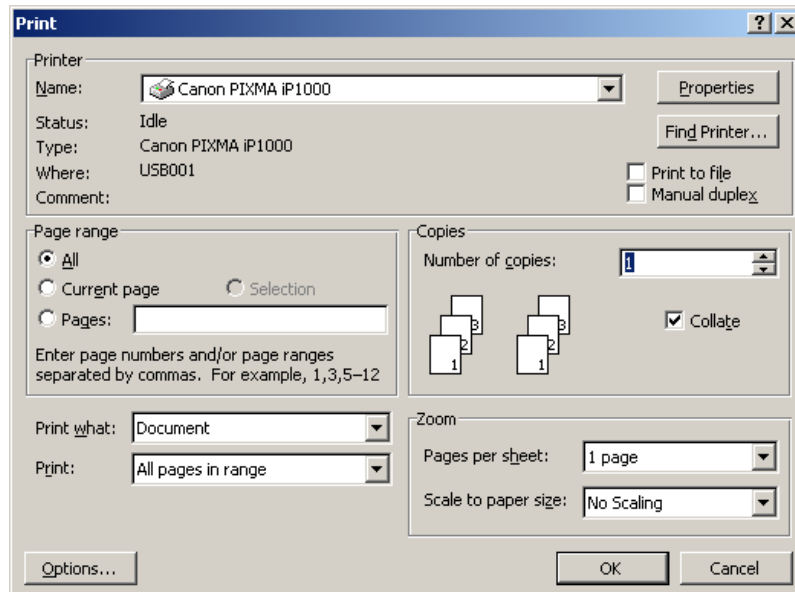 Print
Printer
Name: Canon PIXMA iP1000 Properties
Status: Idle Find Printer...
Type: Canon PIXMA iP1000
Where: USB001 Print to file
Comment: Manual duplex
Page range
All
Current page Selection
Pages:
Enter page numbers and/or page ranges
separated by commas. For example, 1,3,5–12
Copies
Number of copies: 1
3 3
2 2
1 1
Collate
Print what: Document
Print: All pages in range
Zoom
Pages per sheet: 1 page
Scale to paper size: No Scaling
Options... OK Cancel